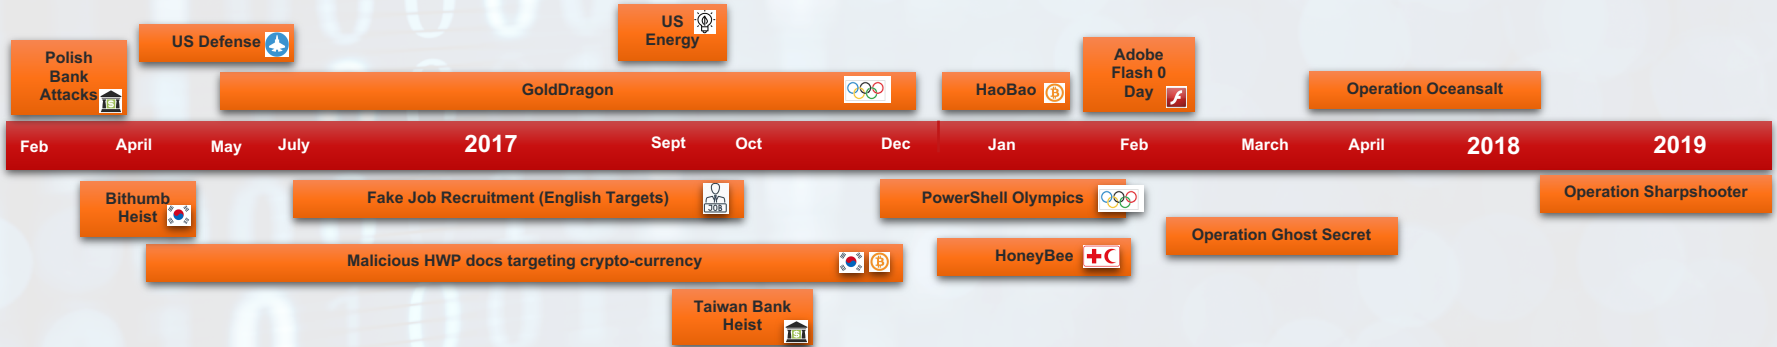 Polish
Bank
Attacks
US Defense
US
Energy
GoldDragon
HaoBao
Adobe
Flash 0
Day
Operation Oceansalt
Feb
April
May
July
2017
Sept
Oct
Dec
Jan
Feb
March
April
2018
2019
Bithumb
Heist
Fake Job Recruitment (English Targets)
JOB
PowerShell Olympics
Operation Sharpshooter
Malicious HWP docs targeting crypto-currency
HoneyBee
Operation Ghost Secret
Taiwan Bank
Heist